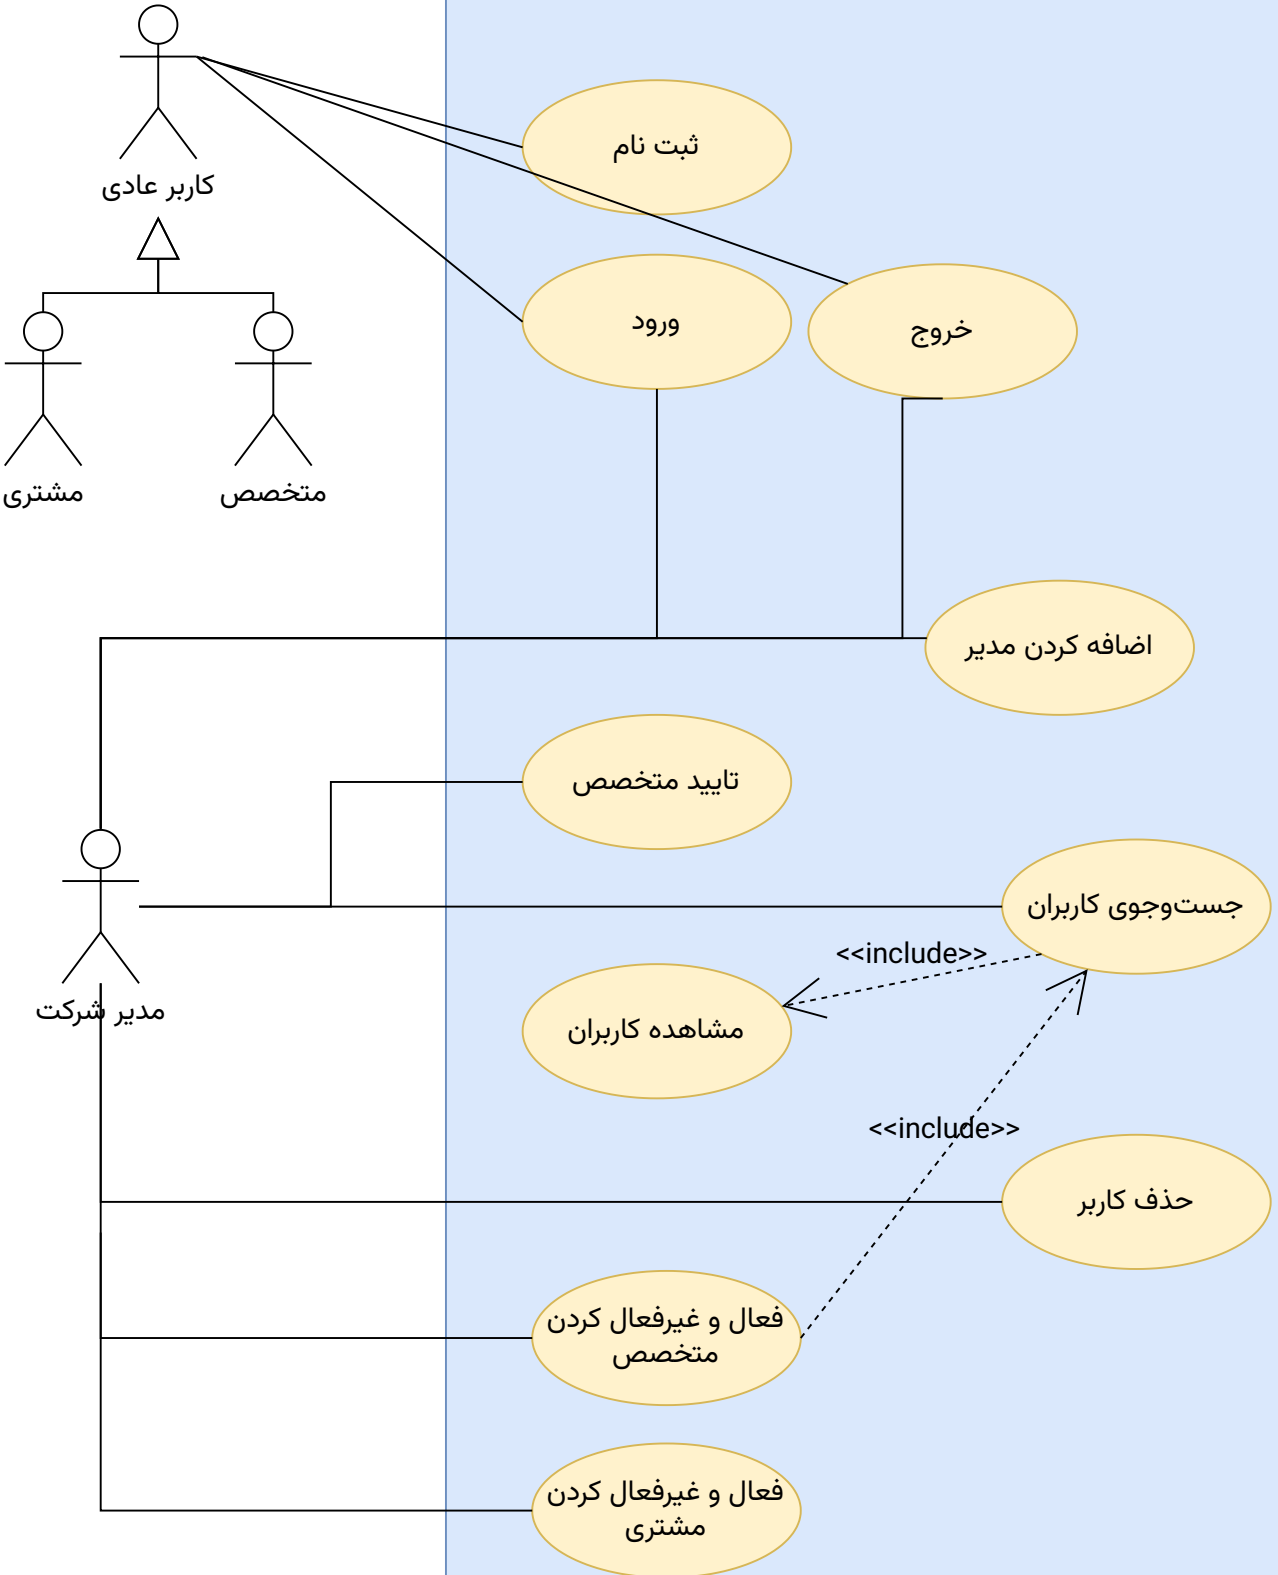 کاربر عادی
ثبت نام
ورود
خروج
مشتری
متخصص
اضافه کردن مدیر
تایید متخصص
جست‌وجوی کاربران
<<include>>
مدیر شرکت
مشاهده کاربران
<<include>>
حذف کاربر
فعال و غیرفعال کردن
متخصص
فعال و غیرفعال کردن
مشتری